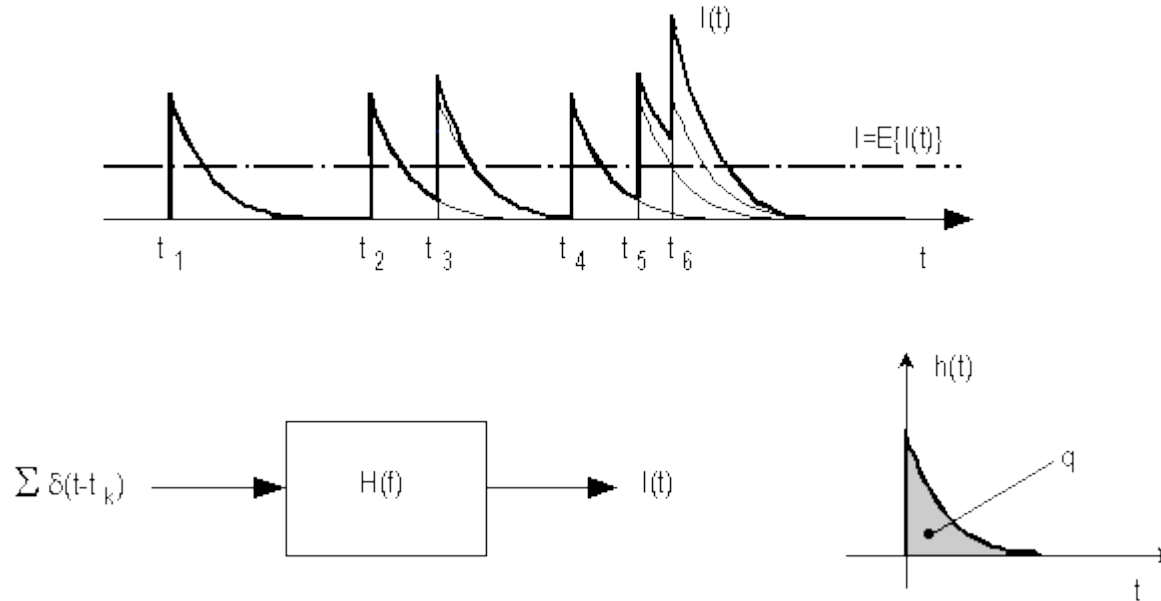 I(t)
I=E{I(t)}
t 1 t 2 t 3 t 4 t 5 t 6 t
h(t)
q
Σ δ(t-t k) H(f) I(t)
t